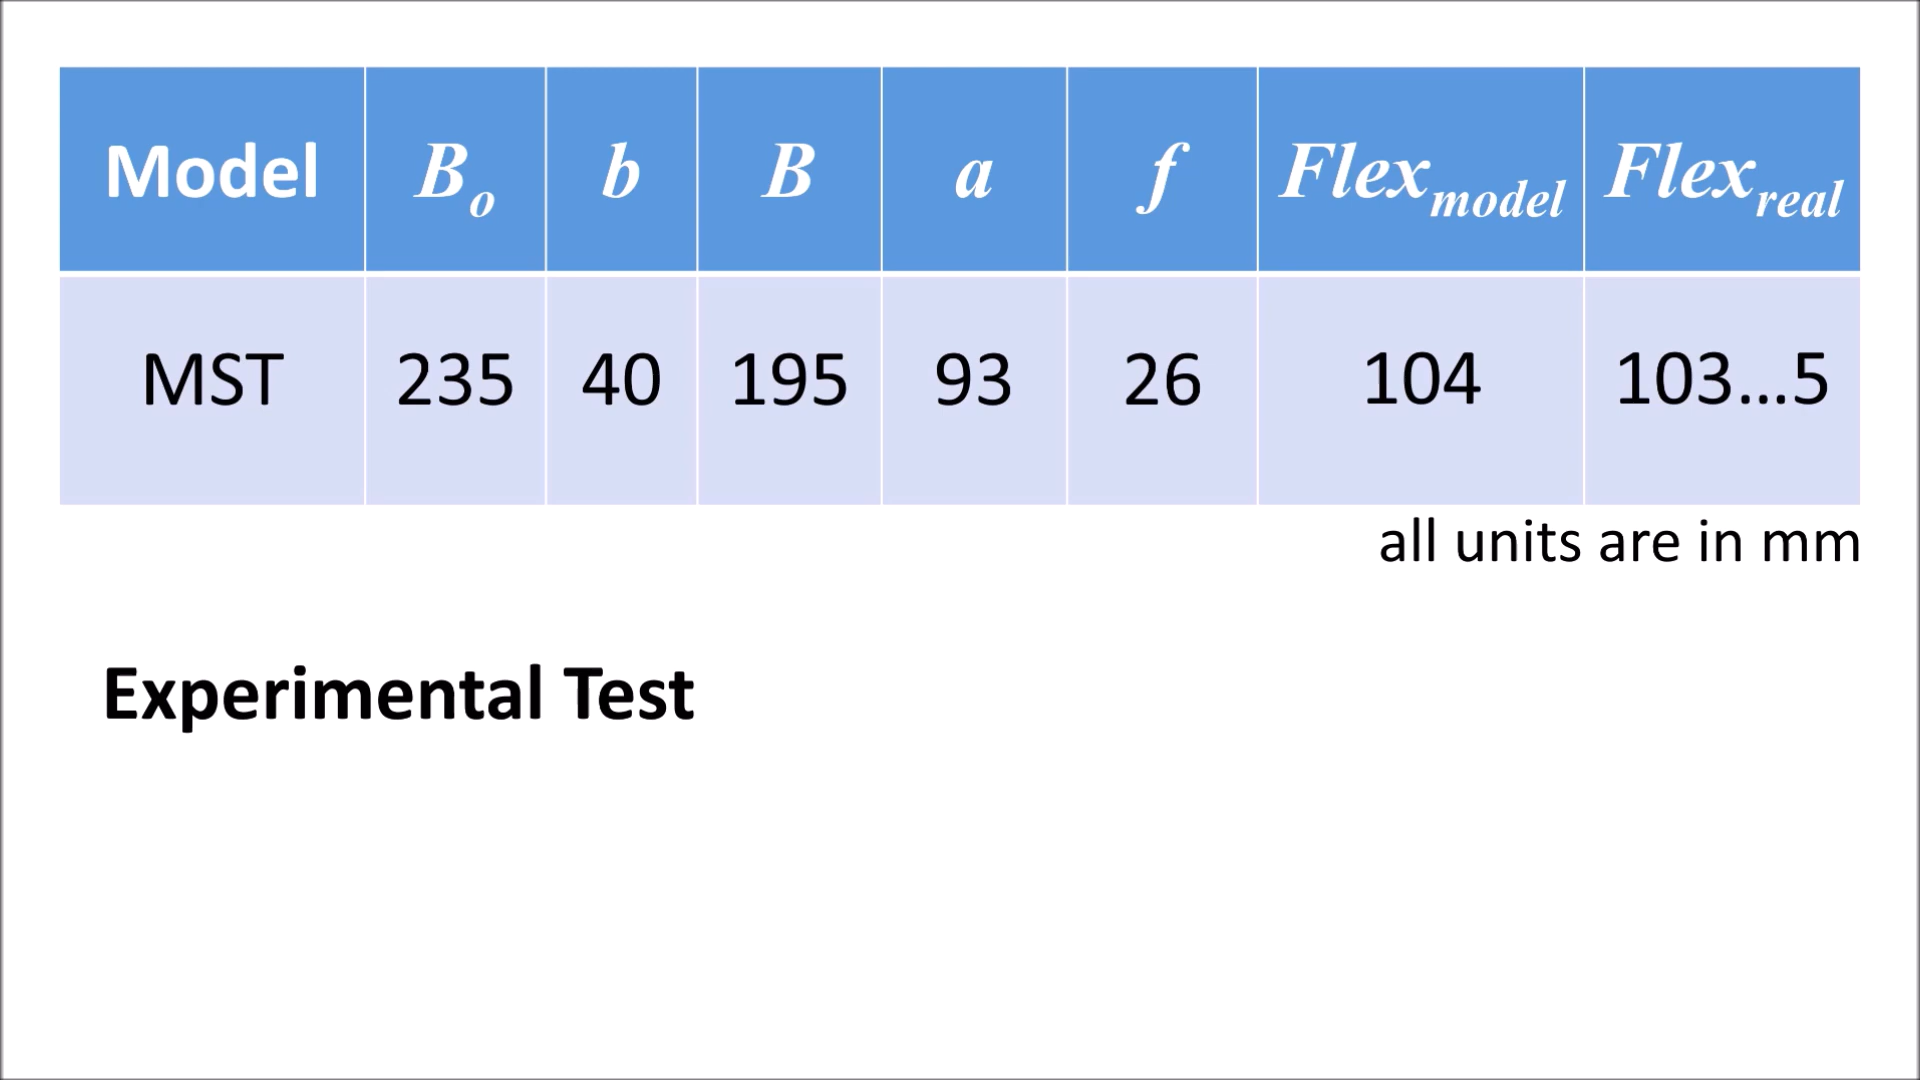 Model B_o b B a f Flex_model Flex_real
MST 235 40 195 93 26 104 103...5
all units are in mm
Experimental Test